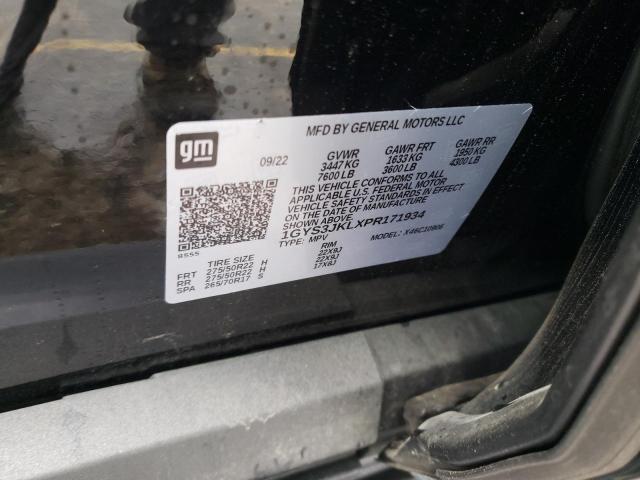 gm
MFD BY GENERAL MOTORS LLC
09/22
GVWR GAWR FRT GAWR RR
3447 KG 1633 KG 1950 KG
7600 LB 3600 LB 4300 LB
THIS VEHICLE CONFORMS TO ALL
APPLICABLE U.S. FEDERAL MOTOR
VEHICLE SAFETY STANDARDS IN EFFECT
ON THE DATE OF MANUFACTURE
1GYS3JKLXPR171934
TYPE: MPV MODEL: X46C10906
8555
TIRE SIZE RIM
FRT 275/50R22 H 22X9J
RR 275/50R22 H 22X9J
SPA 265/70R17 S 17X8J